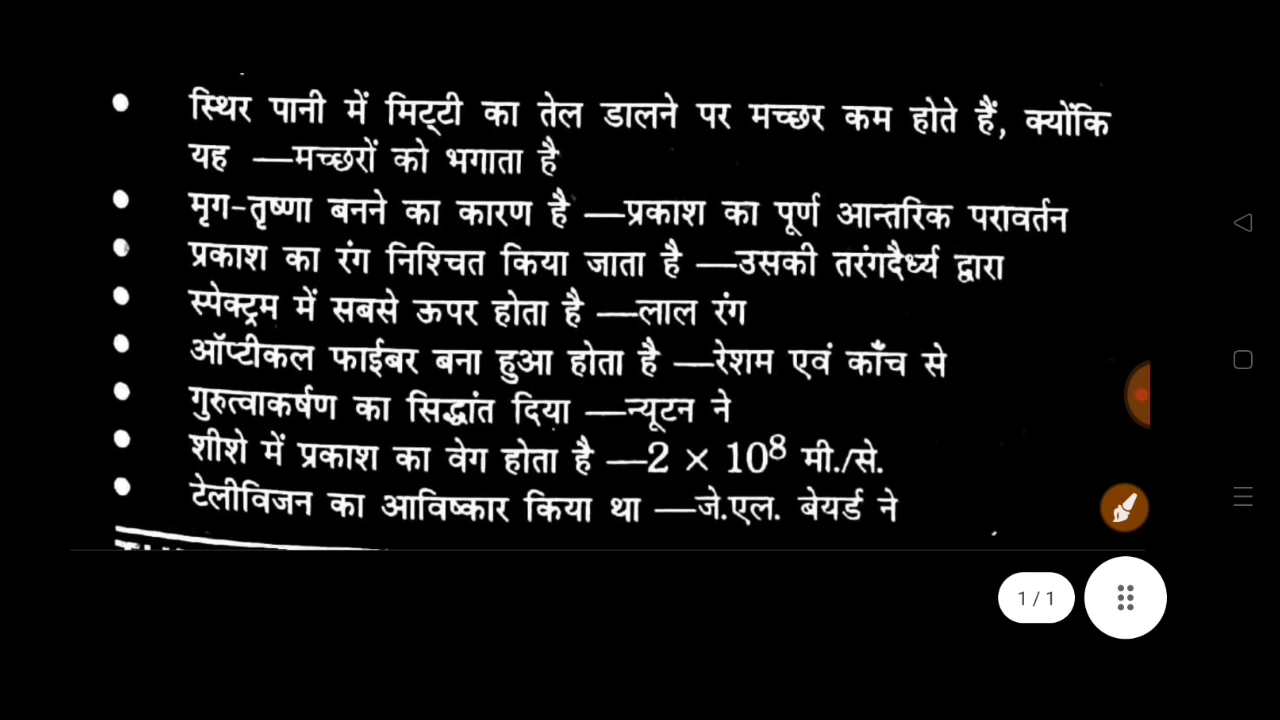 ● स्थिर पानी में मिट्टी का तेल डालने पर मच्छर कम होते हैं, क्योंकि
यह —मच्छरों को भगाता है
● मृग-तृष्णा बनने का कारण है —प्रकाश का पूर्ण आन्तरिक परावर्तन
● प्रकाश का रंग निश्चित किया जाता है —उसकी तरंगदैर्ध्य द्वारा
● स्पेक्ट्रम में सबसे ऊपर होता है —लाल रंग
● ऑप्टीकल फाईबर बना हुआ होता है —रेशम एवं काँच से
● गुरुत्वाकर्षण का सिद्धांत दिया —न्यूटन ने
● शीशे में प्रकाश का वेग होता है —2 × 10⁸ मी./से.
● टेलीविजन का आविष्कार किया था —जे.एल. बेयर्ड ने
1 / 1